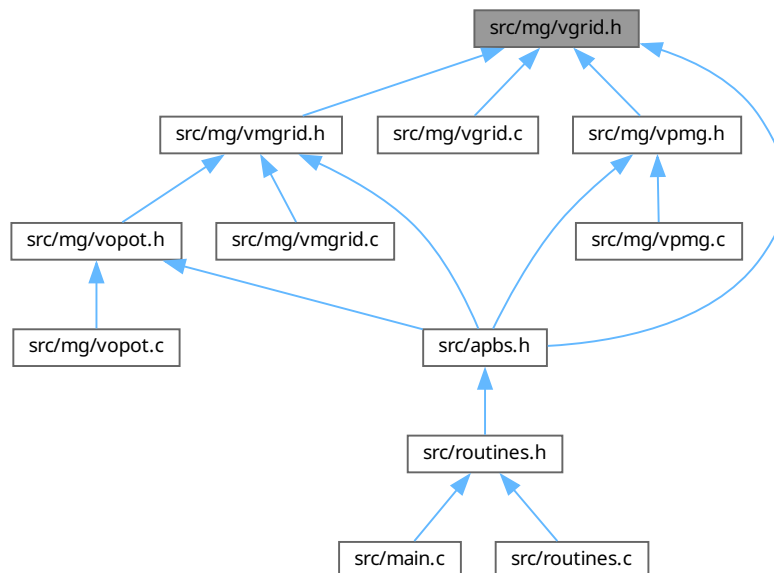 src/mg/vgrid.h
src/mg/vmgrid.h
src/mg/vgrid.c
src/mg/vpmg.h
src/mg/vopot.h
src/mg/vmgrid.c
src/mg/vpmg.c
src/mg/vopot.c
src/apbs.h
src/routines.h
src/main.c
src/routines.c